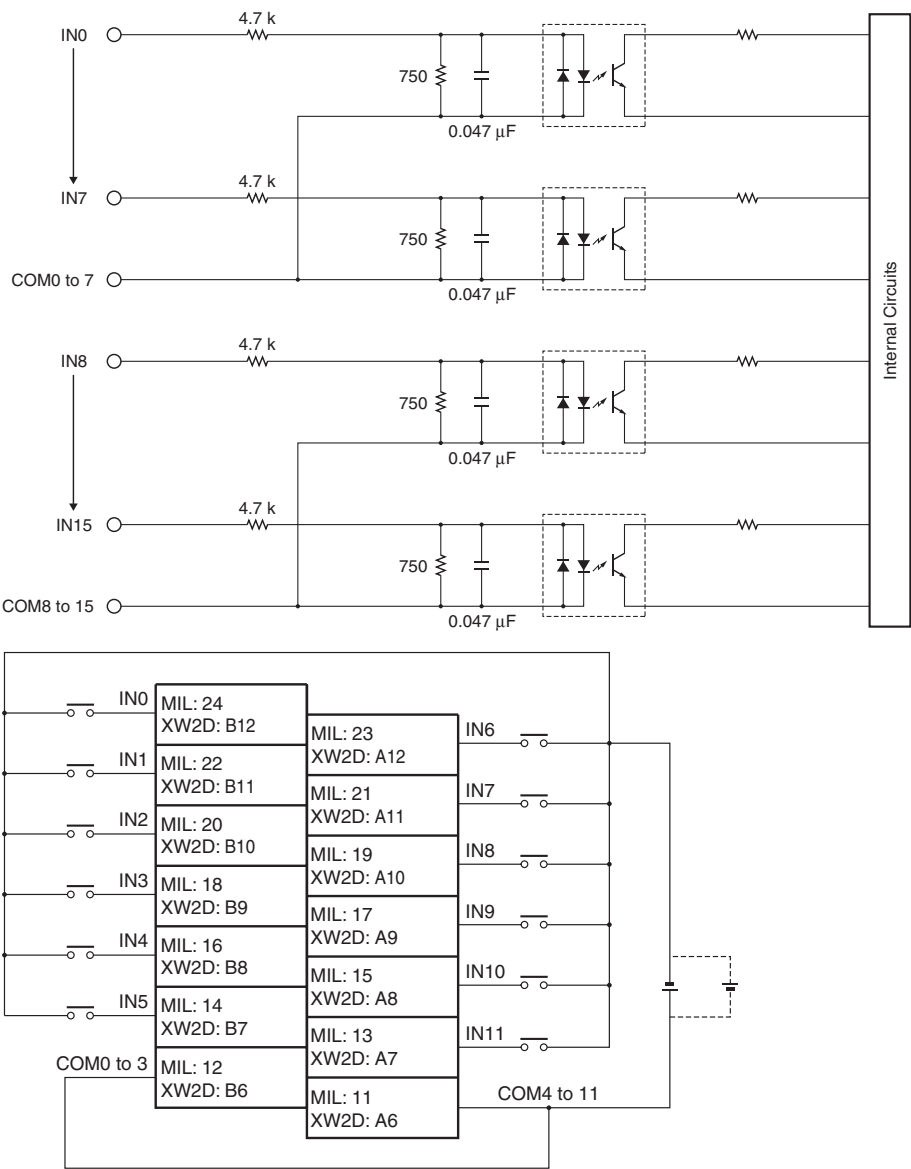 4.7 k
IN0
750
0.047 µF
4.7 k
IN7
750
COM0 to 7
0.047 µF
4.7 k
IN8
750
0.047 µF
4.7 k
IN15
750
COM8 to 15
0.047 µF
Internal Circuits
IN0
MIL: 24
XW2D: B12
IN1
MIL: 22
XW2D: B11
IN2
MIL: 20
XW2D: B10
IN3
MIL: 18
XW2D: B9
IN4
MIL: 16
XW2D: B8
IN5
MIL: 14
XW2D: B7
COM0 to 3
MIL: 12
XW2D: B6
MIL: 23
XW2D: A12
IN6
MIL: 21
XW2D: A11
IN7
MIL: 19
XW2D: A10
IN8
MIL: 17
XW2D: A9
IN9
MIL: 15
XW2D: A8
IN10
MIL: 13
XW2D: A7
IN11
MIL: 11
XW2D: A6
COM4 to 11